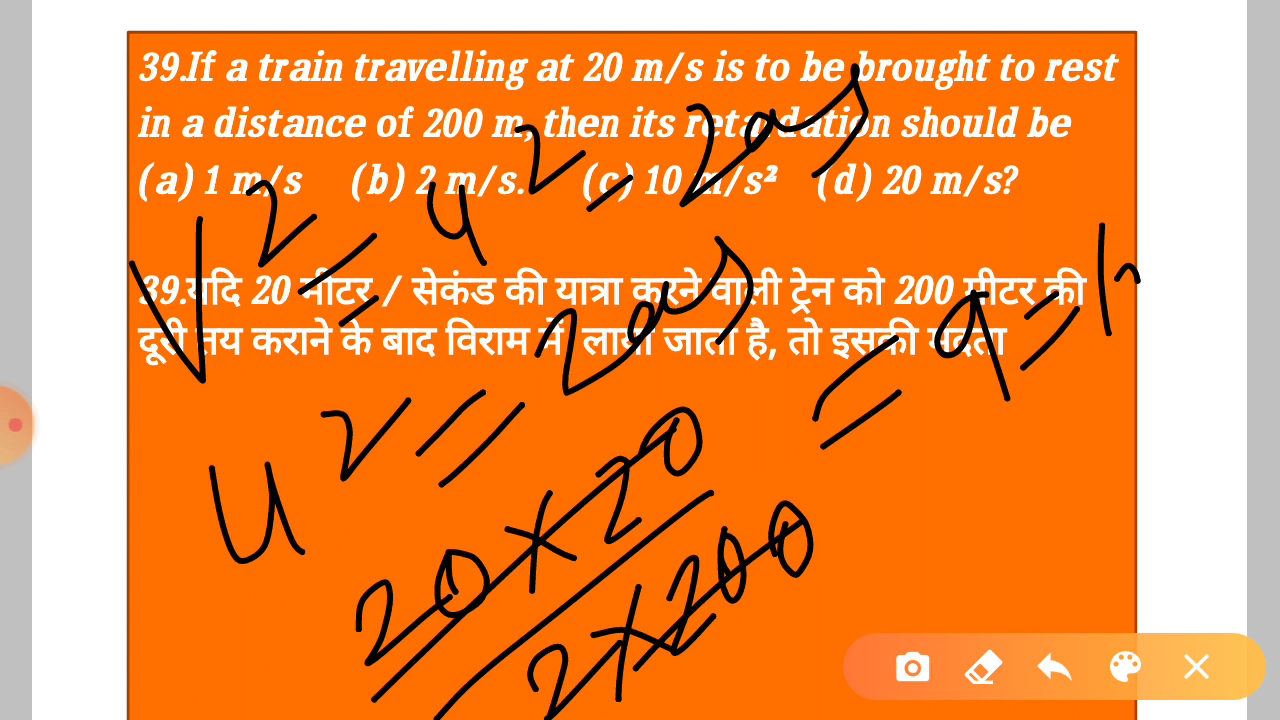 39.If a train travelling at 20 m/s is to be brought to rest
in a distance of 200 m, then its retardation should be
(a) 1 m/s (b) 2 m/s. (c) 10 m/s² (d) 20 m/s?
V² = u² - 2as
39.यदि 20 मीटर / सेकंड की यात्रा करने वाली ट्रेन को 200 मीटर की
दूरी तय कराने के बाद विराम में लाया जाता है, तो इसकी मंदता
u² = 2as
20 × 20
2 × 200
= a = 1